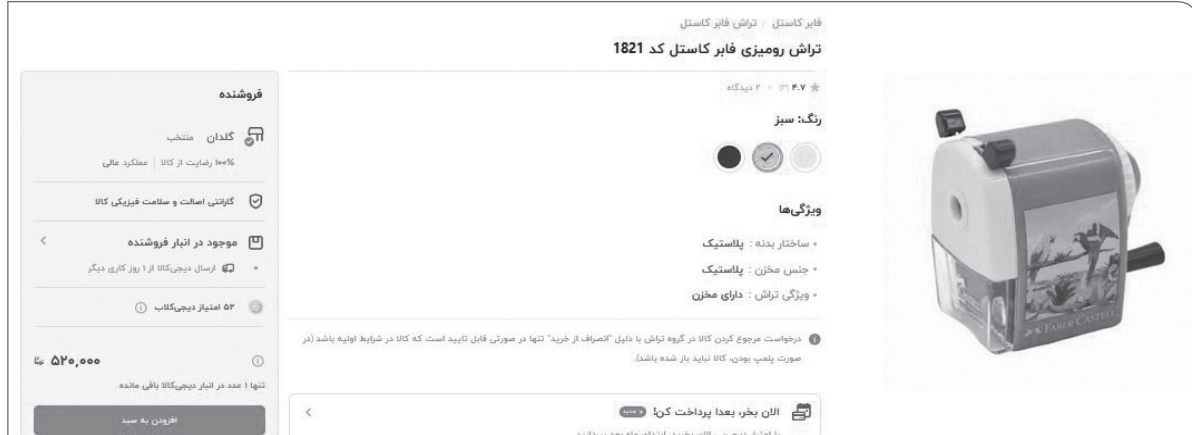 فابر کاستل / تراش فابر کاستل
تراش رومیزی فابر کاستل کد 1821
۴.۷ (۳) • ۲ دیدگاه
رنگ: سبز
ویژگی‌ها
• ساختار بدنه : پلاستیک
• جنس مخزن : پلاستیک
• ویژگی تراش : دارای مخزن
درخواست مرجوع کردن کالا در گروه تراش با دلیل "انصراف از خرید" تنها در صورتی قابل تایید است که کالا در شرایط اولیه باشد (در
صورت پلمپ بودن، کالا نباید باز شده باشد).
الان بخر، بعدا پرداخت کن! جدید
فروشنده
گلدان منتخب
۱۰۰% رضایت از کالا | عملکرد عالی
گارانتی اصالت و سلامت فیزیکی کالا
موجود در انبار فروشنده
• ارسال دیجی‌کالا از ۱ روز کاری دیگر
۵۲ امتیاز دیجی‌کلاب
۵۲۰,۰۰۰ تومان
تنها ۱ عدد در انبار دیجی‌کالا باقی مانده
افزودن به سبد
FABER CASTELL